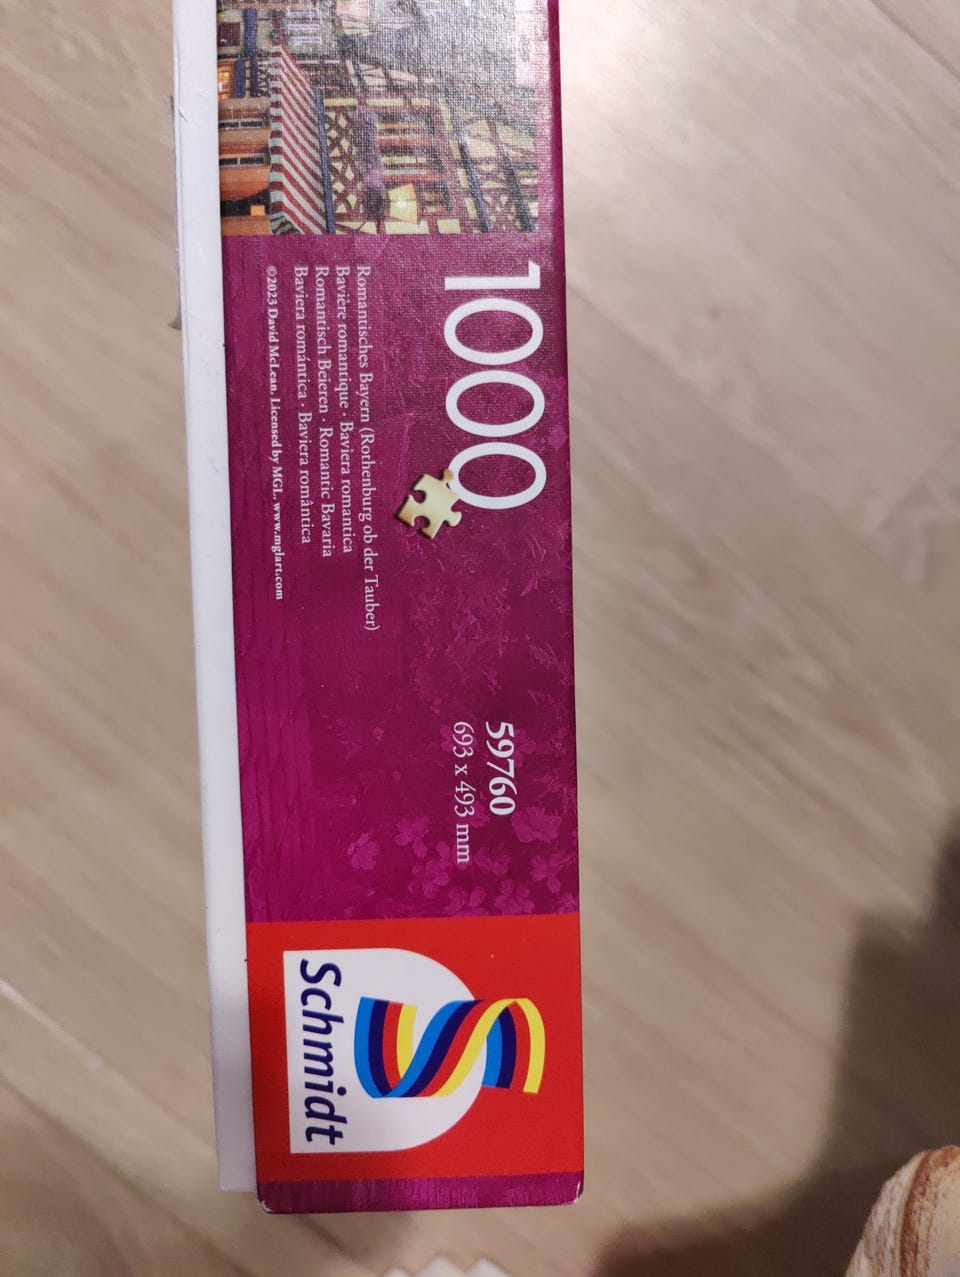 1000
Romantisches Bayern (Rothenburg ob der Tauber)
Bavière romantique · Baviera romantica
Romantisch Beieren · Romantic Bavaria
Baviera romántica · Baviera romântica
©2023 David McLean, Licensed by MGL, www.mglart.com
59760
693 x 493 mm
Schmidt